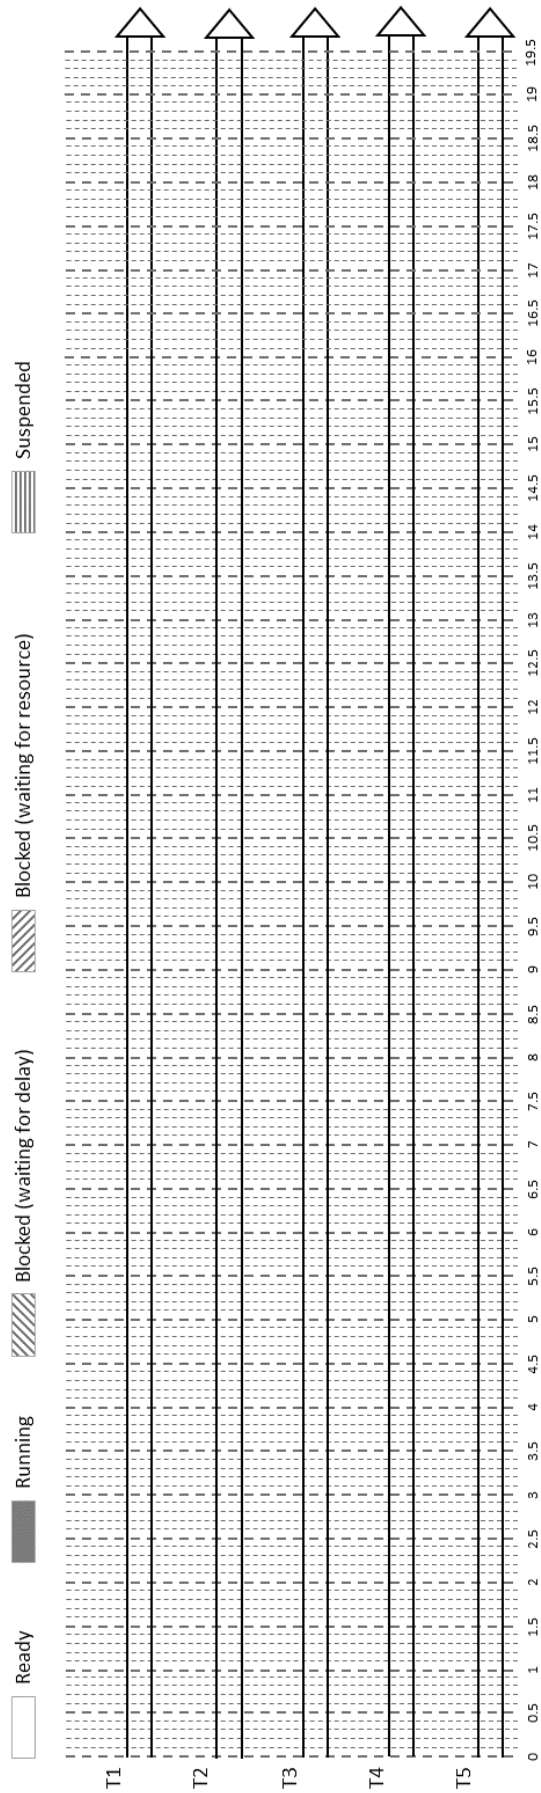 Ready Running Blocked (waiting for delay) Blocked (waiting for resource) Suspended
T1
T2
T3
T4
T5
0 0.5 1 1.5 2 2.5 3 3.5 4 4.5 5 5.5 6 6.5 7 7.5 8 8.5 9 9.5 10 10.5 11 11.5 12 12.5 13 13.5 14 14.5 15 15.5 16 16.5 17 17.5 18 18.5 19 19.5